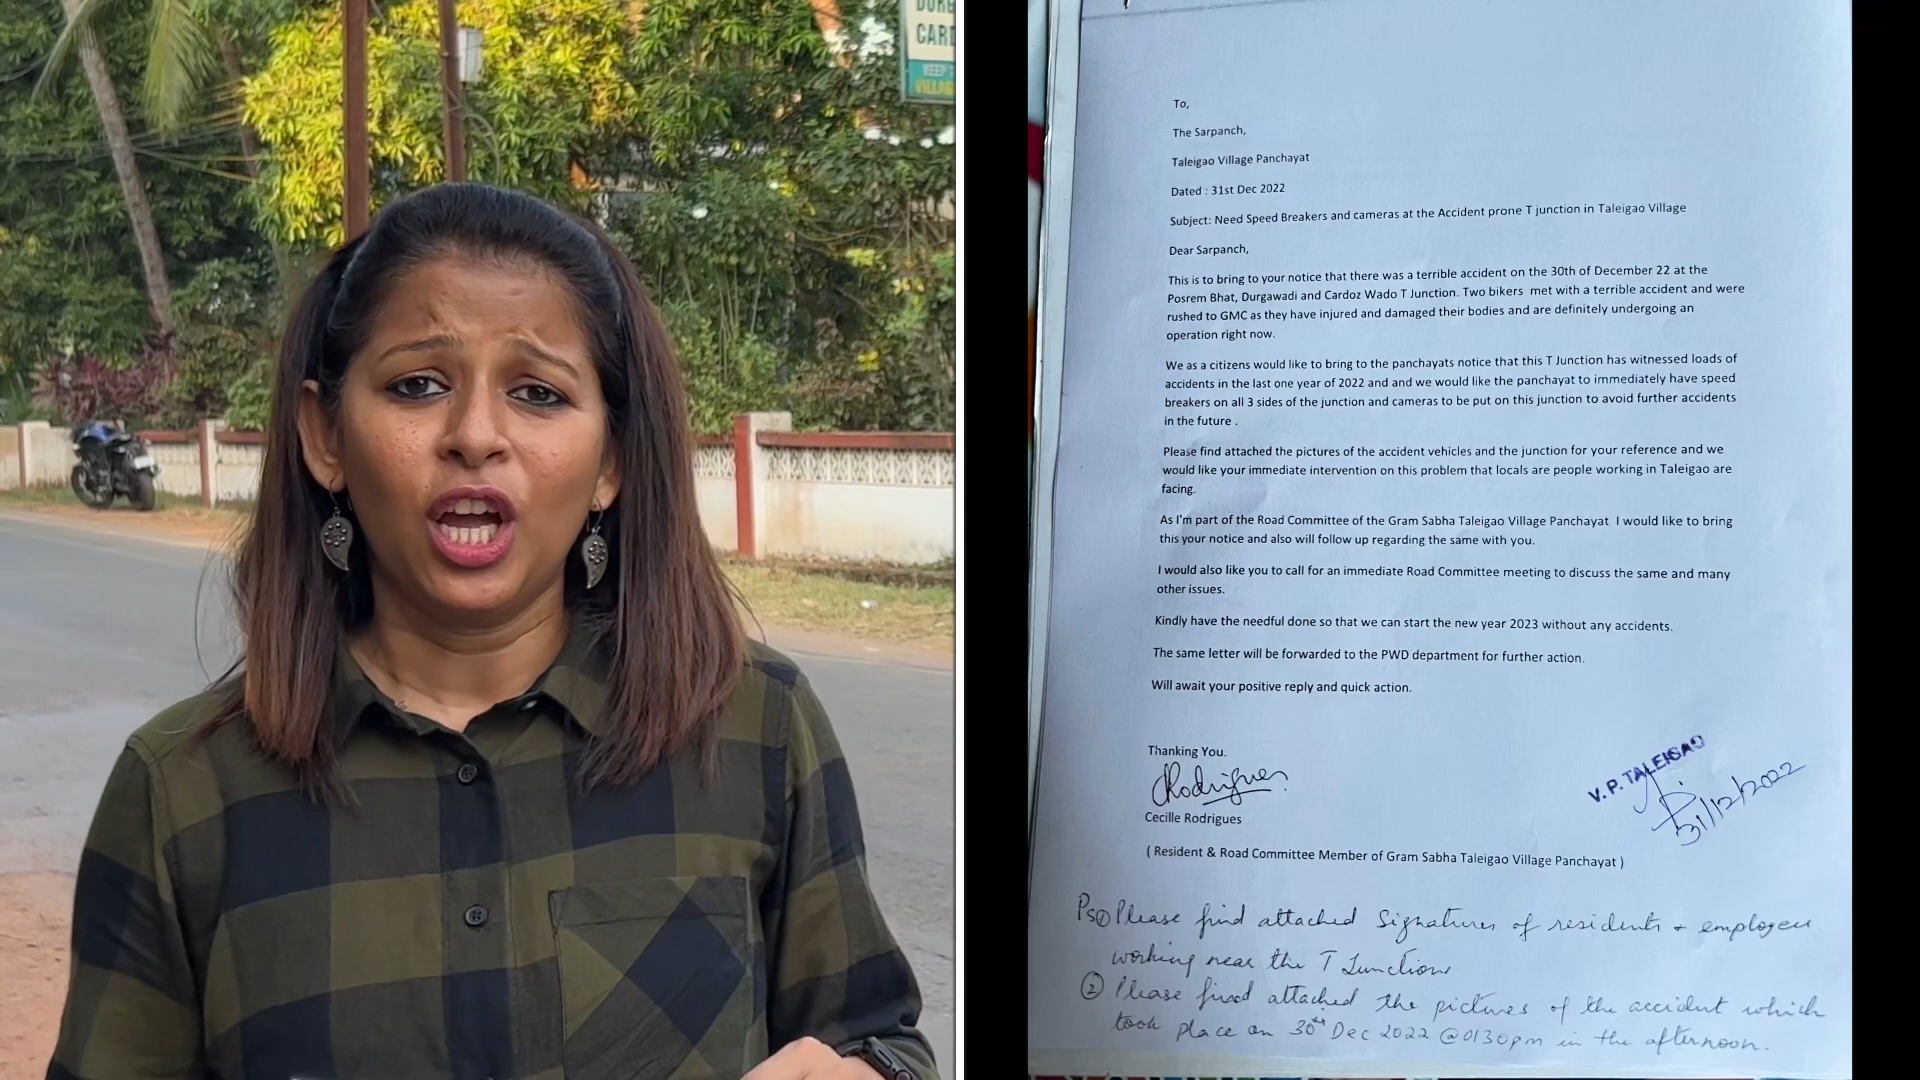 CARD
KEEP
VILLAG
To,
The Sarpanch,
Taleigao Village Panchayat
Dated : 31st Dec 2022
Subject: Need Speed Breakers and cameras at the Accident prone T junction in Taleigao Village
Dear Sarpanch,
This is to bring to your notice that there was a terrible accident on the 30th of December 22 at the
Posrem Bhat, Durgawadi and Cardoz Wado T Junction. Two bikers met with a terrible accident and were
rushed to GMC as they have injured and damaged their bodies and are definitely undergoing an
operation right now.
We as a citizens would like to bring to the panchayats notice that this T Junction has witnessed loads of
accidents in the last one year of 2022 and and we would like the panchayat to immediately have speed
breakers on all 3 sides of the junction and cameras to be put on this junction to avoid further accidents
in the future .
Please find attached the pictures of the accident vehicles and the junction for your reference and we
would like your immediate intervention on this problem that locals are people working in Taleigao are
facing.
As I'm part of the Road Committee of the Gram Sabha Taleigao Village Panchayat I would like to bring
this your notice and also will follow up regarding the same with you.
I would also like you to call for an immediate Road Committee meeting to discuss the same and many
other issues.
Kindly have the needful done so that we can start the new year 2023 without any accidents.
The same letter will be forwarded to the PWD department for further action.
Will await your positive reply and quick action.
Thanking You.
CRodrigues
Cecille Rodrigues
( Resident & Road Committee Member of Gram Sabha Taleigao Village Panchayat )
V.P. TALEIGAO
31/12/2022
Ps ① Please find attached Signatures of residents + employees
working near the T Junction
② Please find attached the pictures of the accident which
took place on 30th Dec 2022 @0130pm in the afternoon.